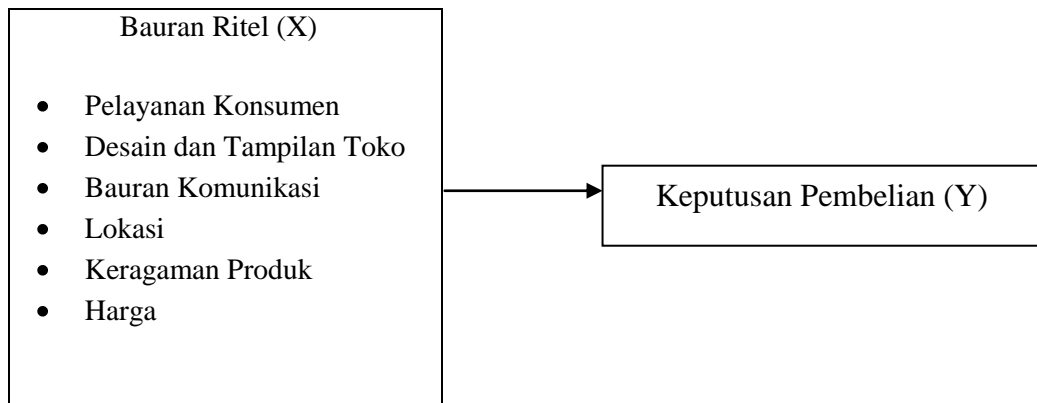 Bauran Ritel (X)
• Pelayanan Konsumen
• Desain dan Tampilan Toko
• Bauran Komunikasi
• Lokasi
• Keragaman Produk
• Harga
Keputusan Pembelian (Y)